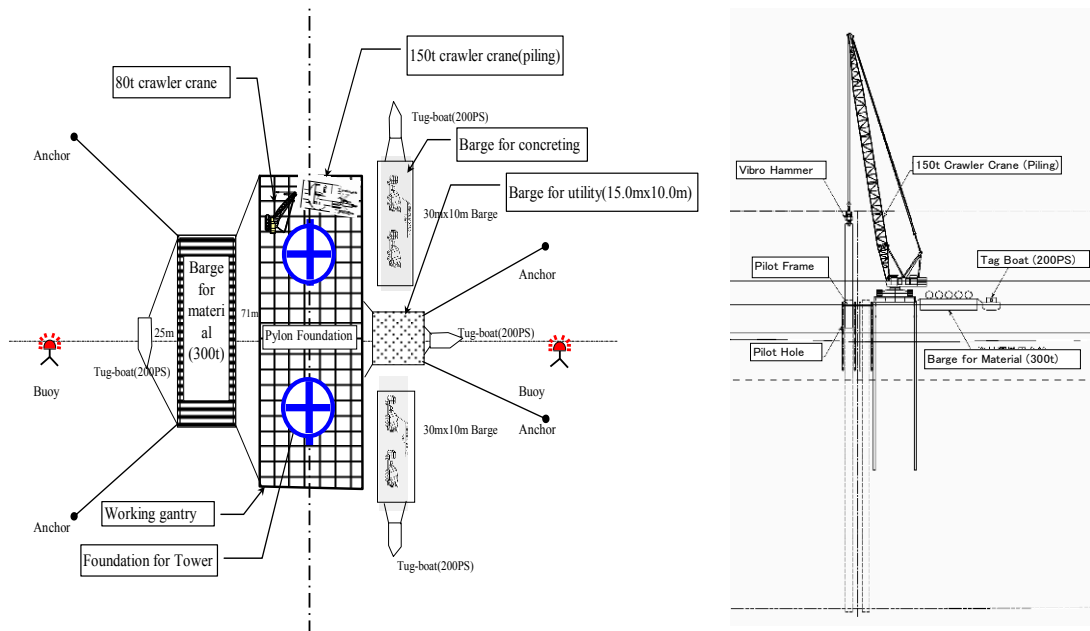 150t crawler crane(piling)
80t crawler crane
Tug-boat(200PS)
Barge for concreting
Anchor
Barge for utility(15.0mx10.0m)
30mx10m Barge
Anchor
Barge
for
materi
al
(300t)
71m
25m
Pylon Foundation
Tug-boat(200PS)
Tug-boat(200PS)
Buoy
Buoy
Anchor
30mx10m Barge
Working gantry
Anchor
Foundation for Tower
Tug-boat(200PS)
Vibro Hammer
150t Crawler Crane (Piling)
Pilot Frame
Tag Boat (200PS)
Pilot Hole
Barge for Material (300t)